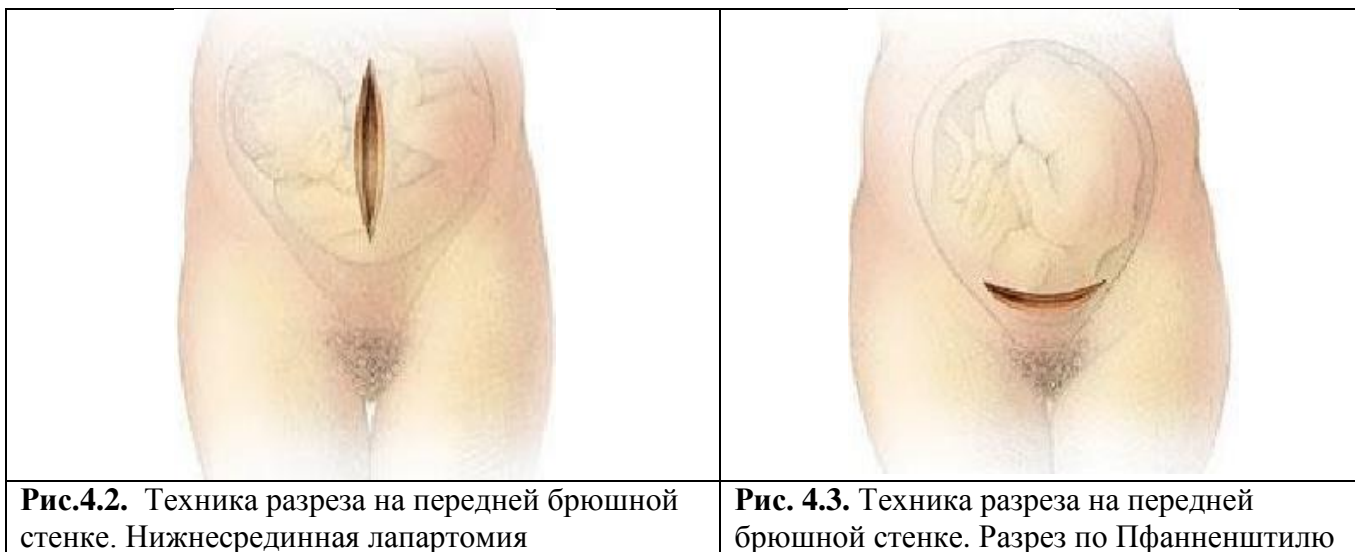 Рис.4.2. Техника разреза на передней брюшной
стенке. Нижнесрединная лапартомия
Рис. 4.3. Техника разреза на передней
брюшной стенке. Разрез по Пфанненштилю